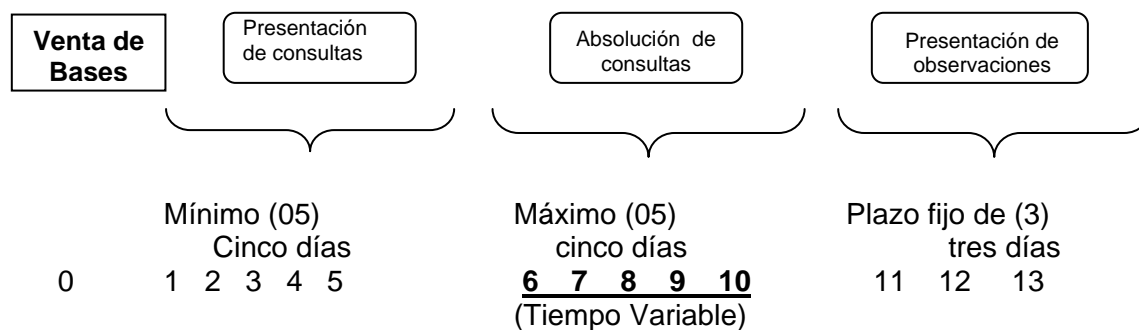 Venta de
Bases
Presentación
de consultas
Absolución de
consultas
Presentación de
observaciones
Mínimo (05)
Cinco días
Máximo (05)
cinco días
Plazo fijo de (3)
tres días
0 1 2 3 4 5 6 7 8 9 10 11 12 13
(Tiempo Variable)